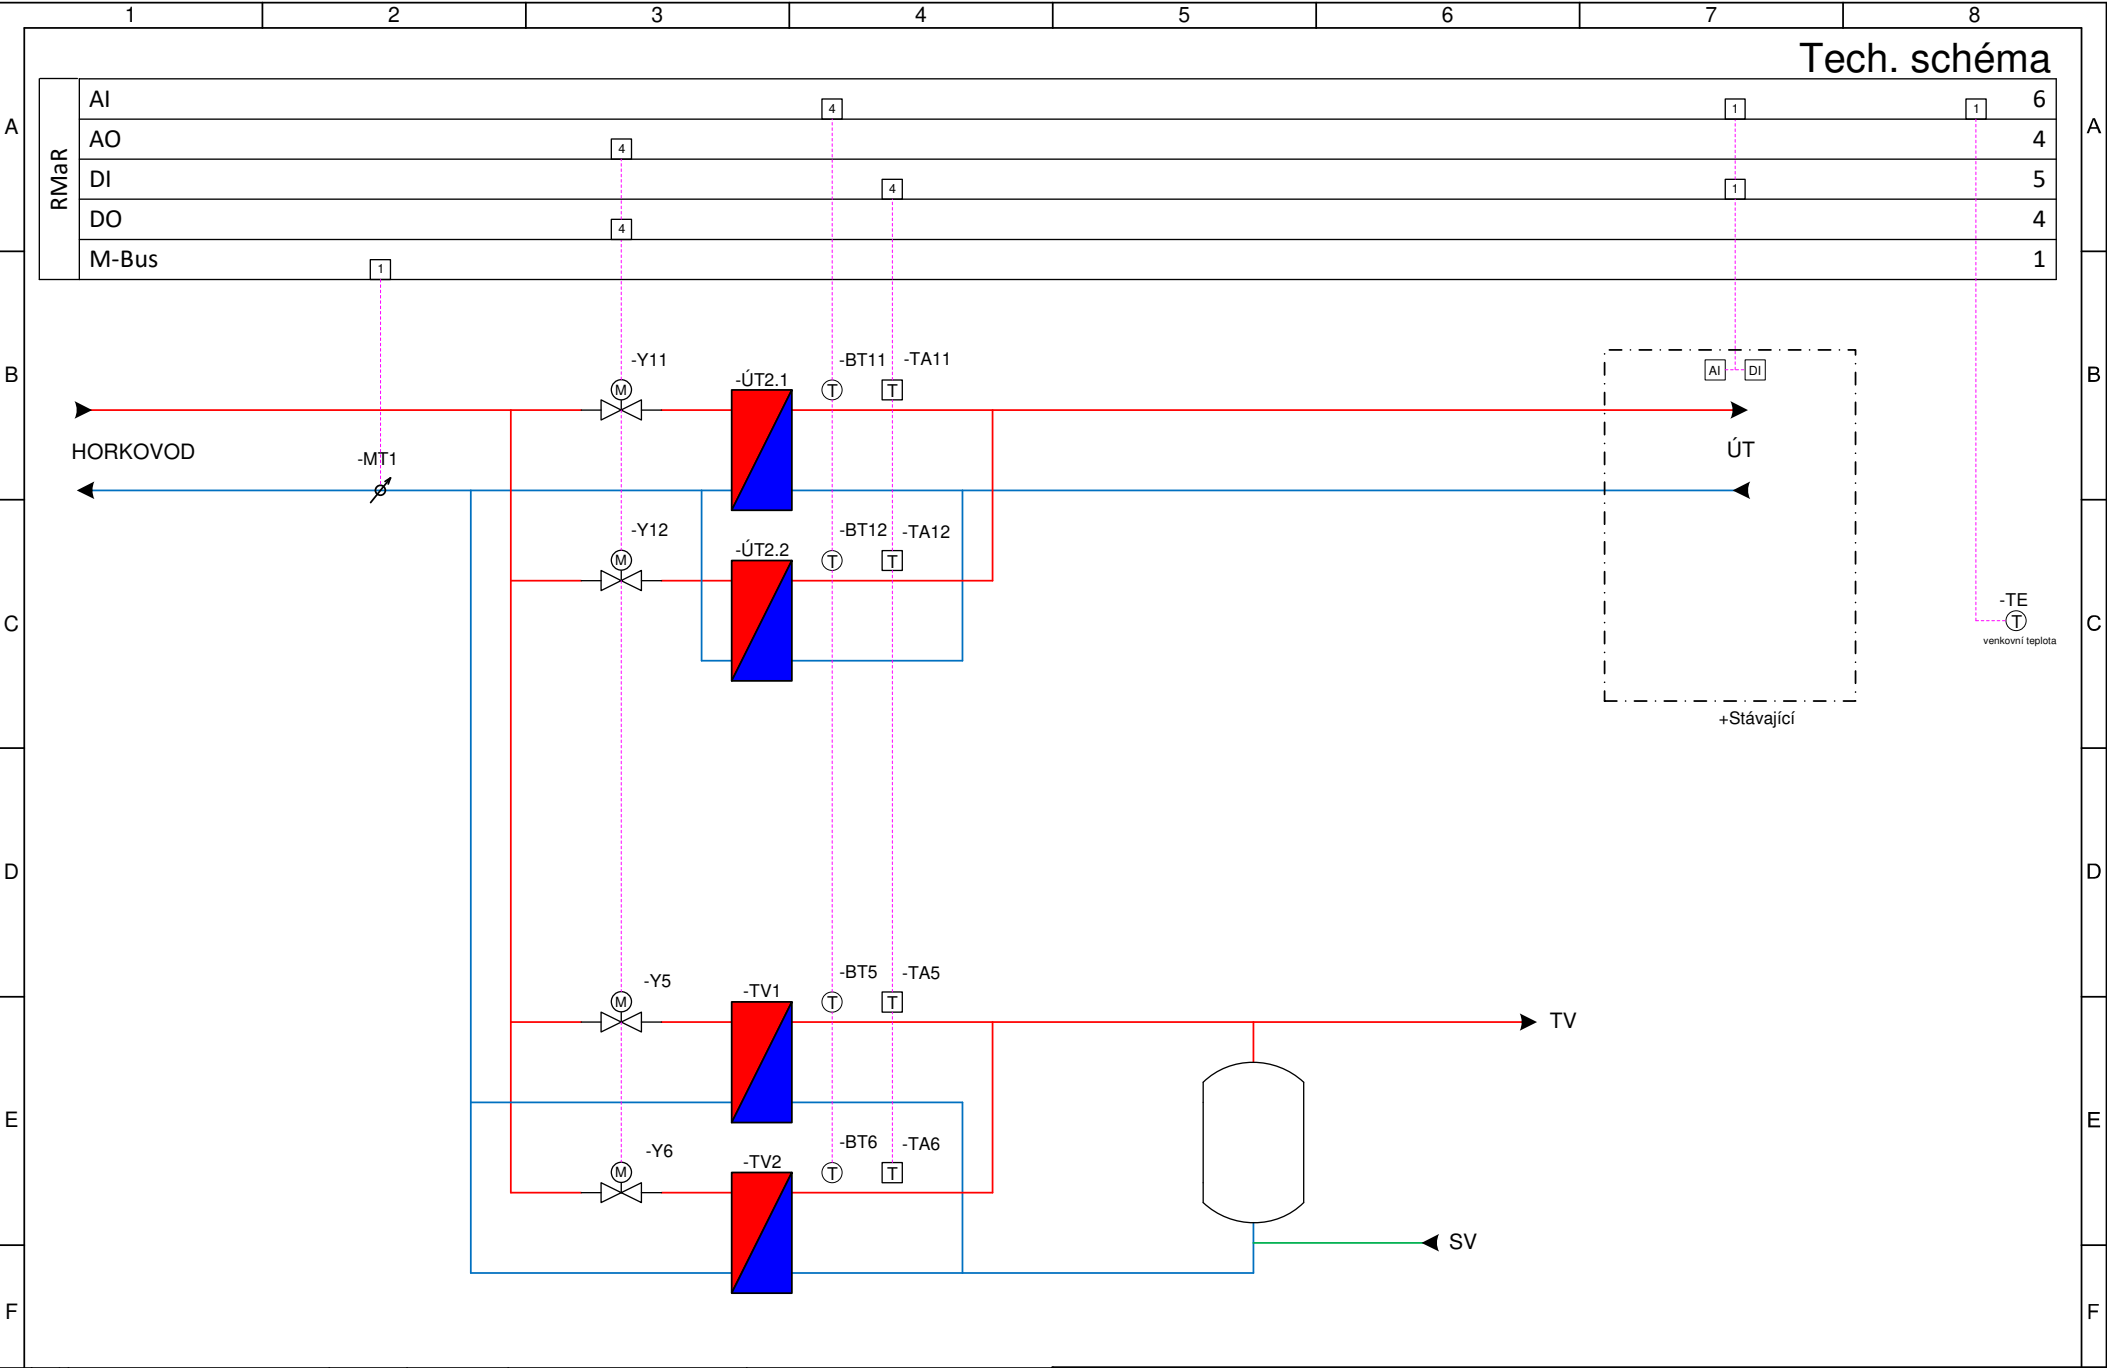 1 2 3 4 5 6 7 8
Tech. schéma
A
A
RMaR
AI 4 1 1 6
AO 4 4
DI 4 1 5
DO 4 4
M-Bus 1 1
B
B
-Y11 -BT11 -TA11
AI DI
M -ÚT2.1 T T
HORKOVOD
-MT1
ÚT
-Y12 -BT12 -TA12
M -ÚT2.2 T T
C
C
-TE
T
venkovní teplota
+Stávající
D
D
-Y5 -BT5 -TA5
M -TV1 T T
TV
E
E
-Y6 -BT6 -TA6
M -TV2 T T
SV
F
F